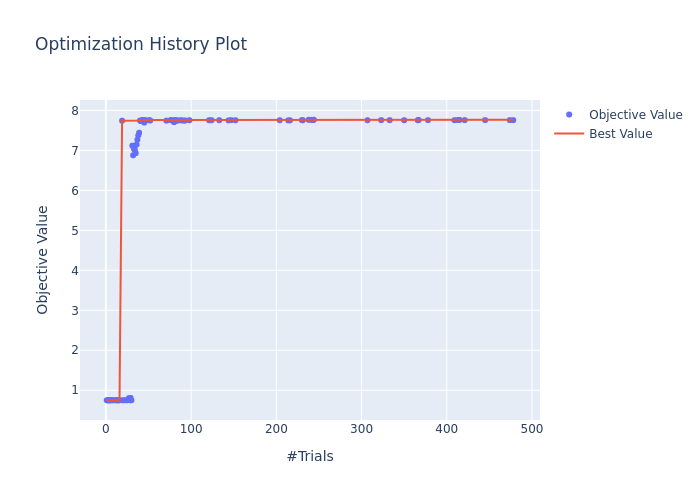 Optimization History Plot
8
7
6
5
4
3
2
1
0
100
200
300
400
500
#Trials
Objective Value
Objective Value
Best Value